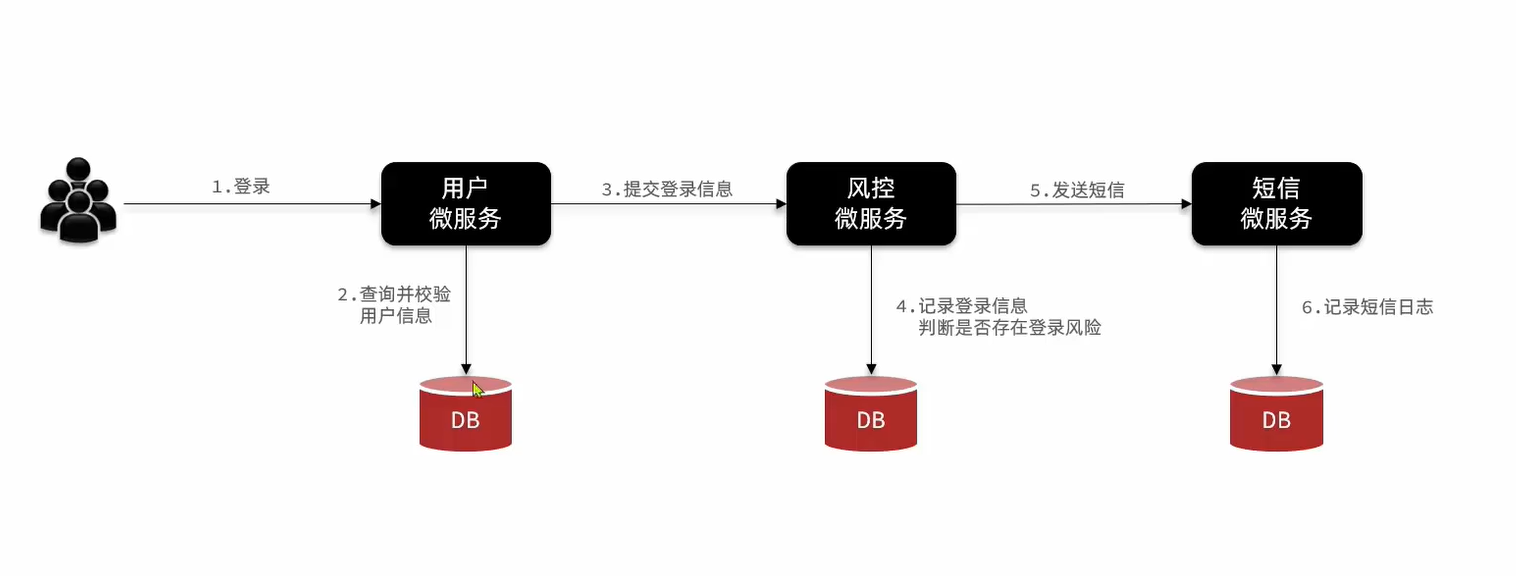 1.登录
用户
微服务
3.提交登录信息
风控
微服务
5.发送短信
短信
微服务
2.查询并校验
用户信息
4.记录登录信息
判断是否存在登录风险
6.记录短信日志
DB
DB
DB